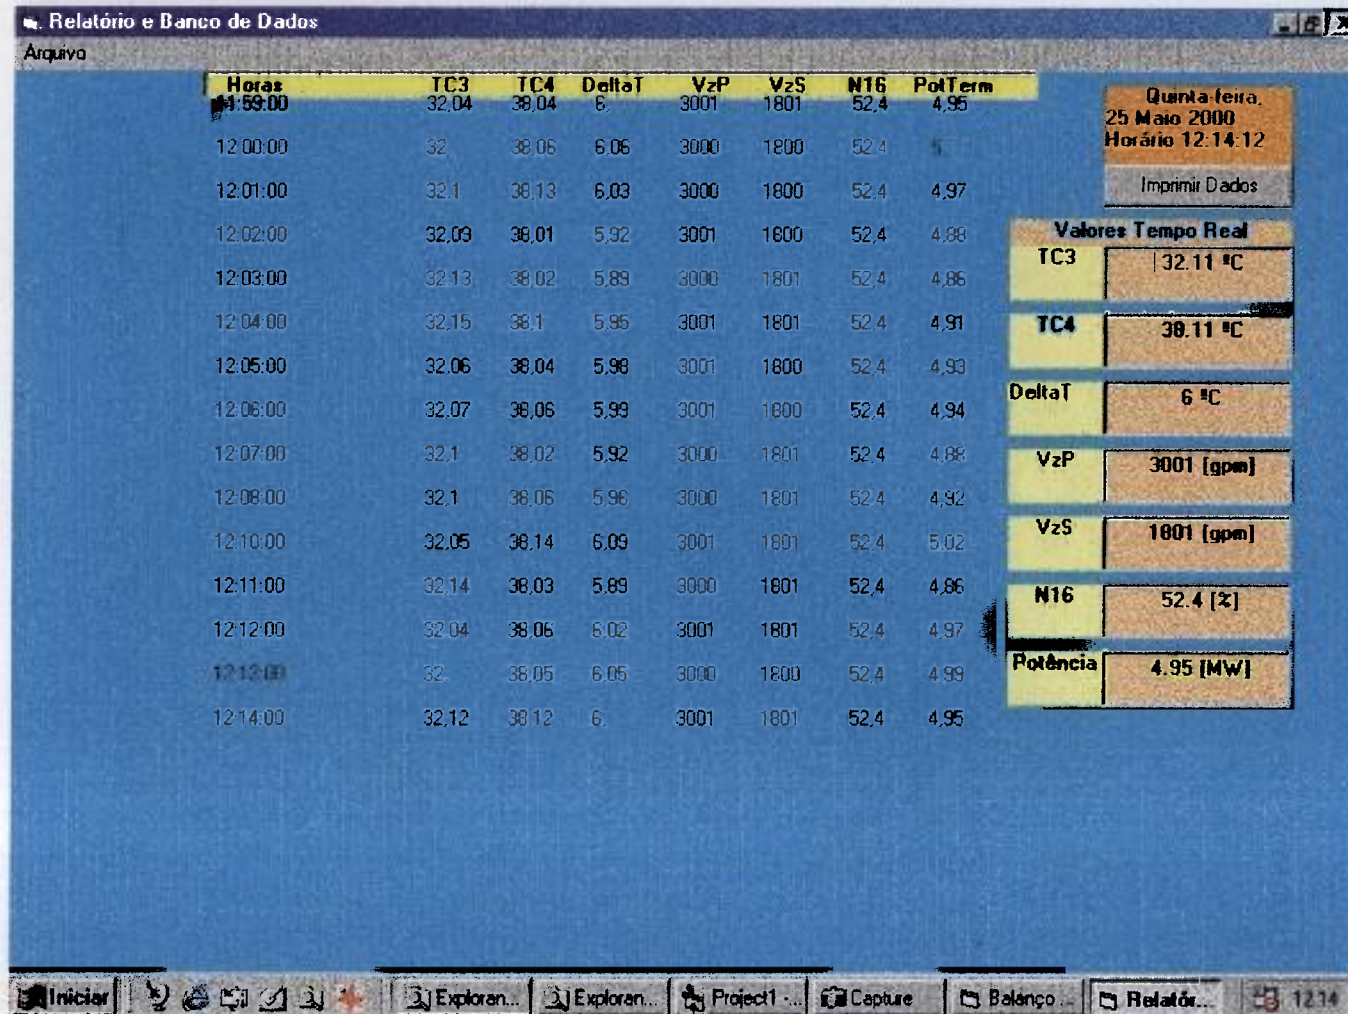 Relatório e Banco de Dados
Arquivo
Horas TC3 TC4 DeltaT VzP VzS N16 PotTerm
11:59:00 32,04 38,04 6, 3001 1801 52,4 4,95
12:00:00 32 38,06 6,06 3000 1800 52,4 5
12:01:00 32,1 38,13 6,03 3000 1800 52,4 4,97
12:02:00 32,09 38,01 5,92 3001 1800 52,4 4,88
12:03:00 32,13 38,02 5,89 3000 1801 52,4 4,86
12:04:00 32,15 38,1 5,95 3001 1801 52,4 4,91
12:05:00 32,06 38,04 5,98 3001 1800 52,4 4,93
12:06:00 32,07 38,06 5,99 3001 1800 52,4 4,94
12:07:00 32,1 38,02 5,92 3000 1801 52,4 4,88
12:08:00 32,1 38,06 5,96 3000 1801 52,4 4,92
12:10:00 32,05 38,14 6,09 3001 1801 52,4 5,02
12:11:00 32,14 38,03 5,89 3000 1801 52,4 4,86
12:12:00 32,04 38,06 6,02 3001 1801 52,4 4,97
12:12:00 32, 38,05 6,05 3000 1800 52,4 4,99
12:14:00 32,12 38,12 6, 3001 1801 52,4 4,95
Quinta-feira,
25 Maio 2000
Horário 12:14:12
Imprimir Dados
Valores Tempo Real
TC3 32.11 ºC
TC4 38.11 ºC
DeltaT 6 ºC
VzP 3001 [gpm]
VzS 1801 [gpm]
N16 52.4 [%]
Potência 4.95 [MW]
Iniciar Exploran... Exploran... Project1 -... Capture Balanço ... Relatór... 12:14